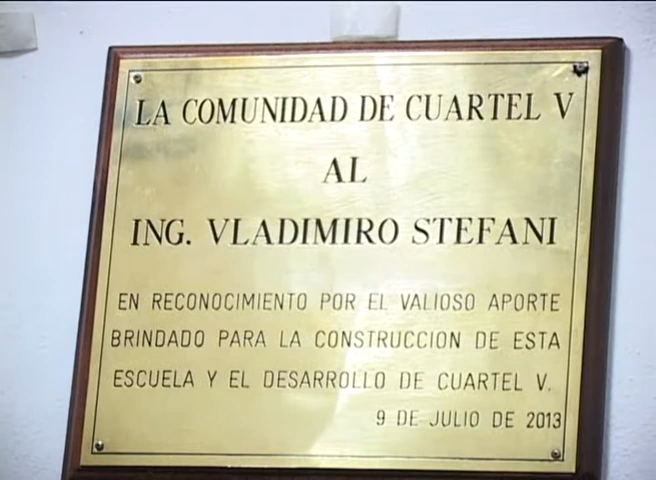 LA COMUNIDAD DE CUARTEL V
AL
ING. VLADIMIRO STEFANI
EN RECONOCIMIENTO POR EL VALIOSO APORTE
BRINDADO PARA LA CONSTRUCCION DE ESTA
ESCUELA Y EL DESARROLLO DE CUARTEL V.
9 DE JULIO DE 2013